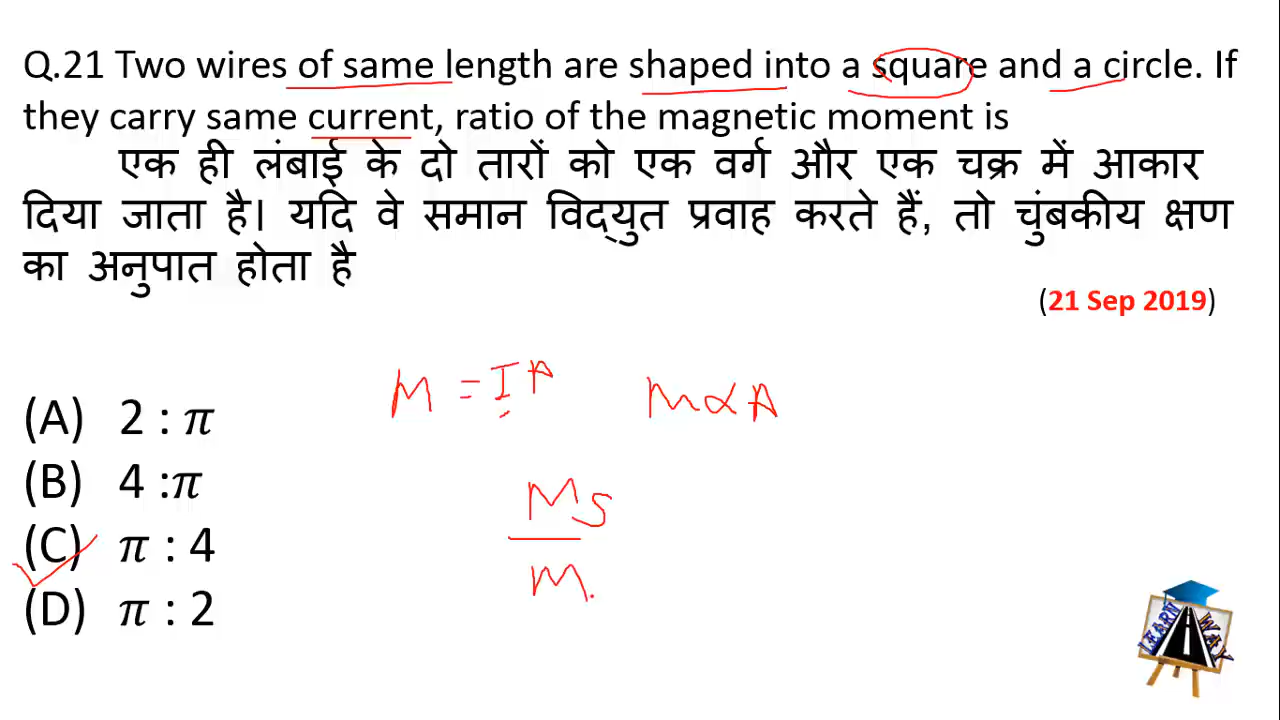 Q.21 Two wires of same length are shaped into a square and a circle. If
they carry same current, ratio of the magnetic moment is
एक ही लंबाई के दो तारों को एक वर्ग और एक चक्र में आकार
दिया जाता है। यदि वे समान विद्युत प्रवाह करते हैं, तो चुंबकीय क्षण
का अनुपात होता है
(21 Sep 2019)
M = IA M∝A
(A) 2 : π
(B) 4 :π
Ms
(C) π : 4
M.
(D) π : 2
LEARN WAY